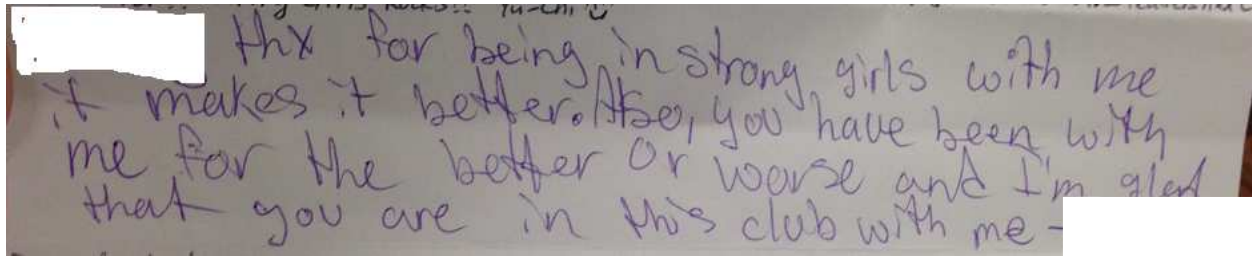 thx for being in strong girls with me
it makes it better. Also, you have been with
me for the better or worse and I'm glad
that you are in this club with me -